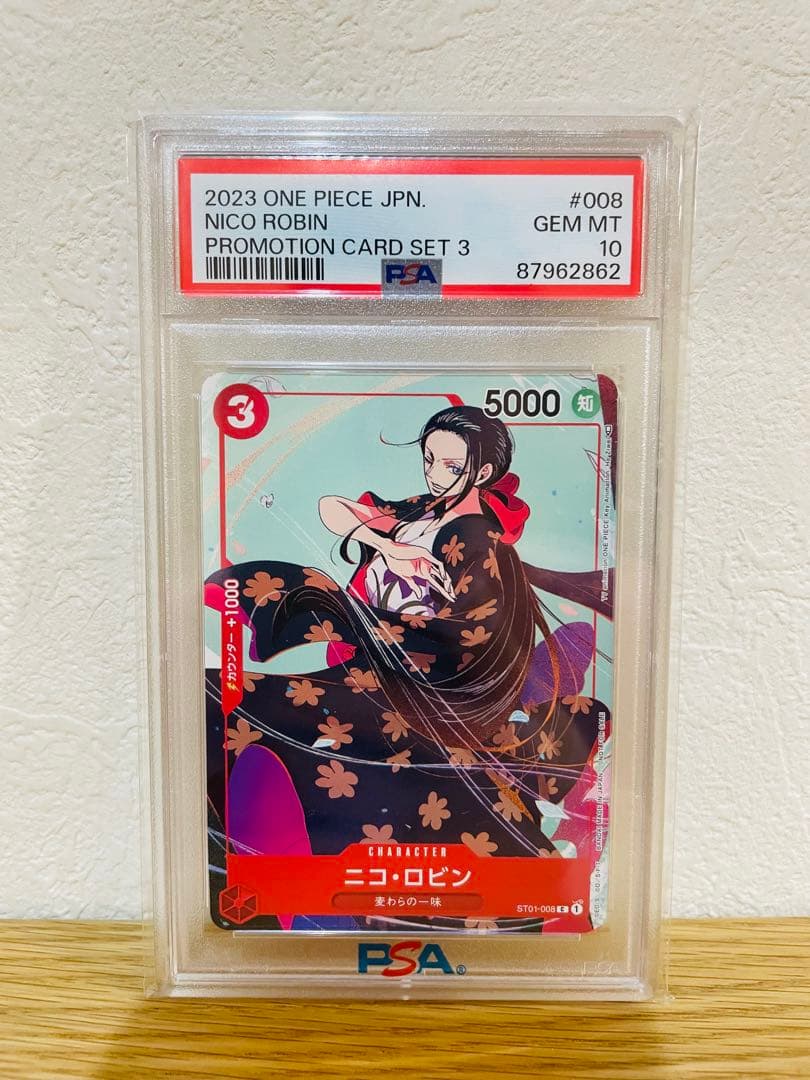 2023 ONE PIECE JPN.
#008
NICO ROBIN
GEM MT
PROMOTION CARD SET 3
10
PSA
87962862
3
5000 知
⚡カウンター +1000
CHARACTER
ニコ・ロビン
麦わらの一味
ST01-008 C 1
PSA®